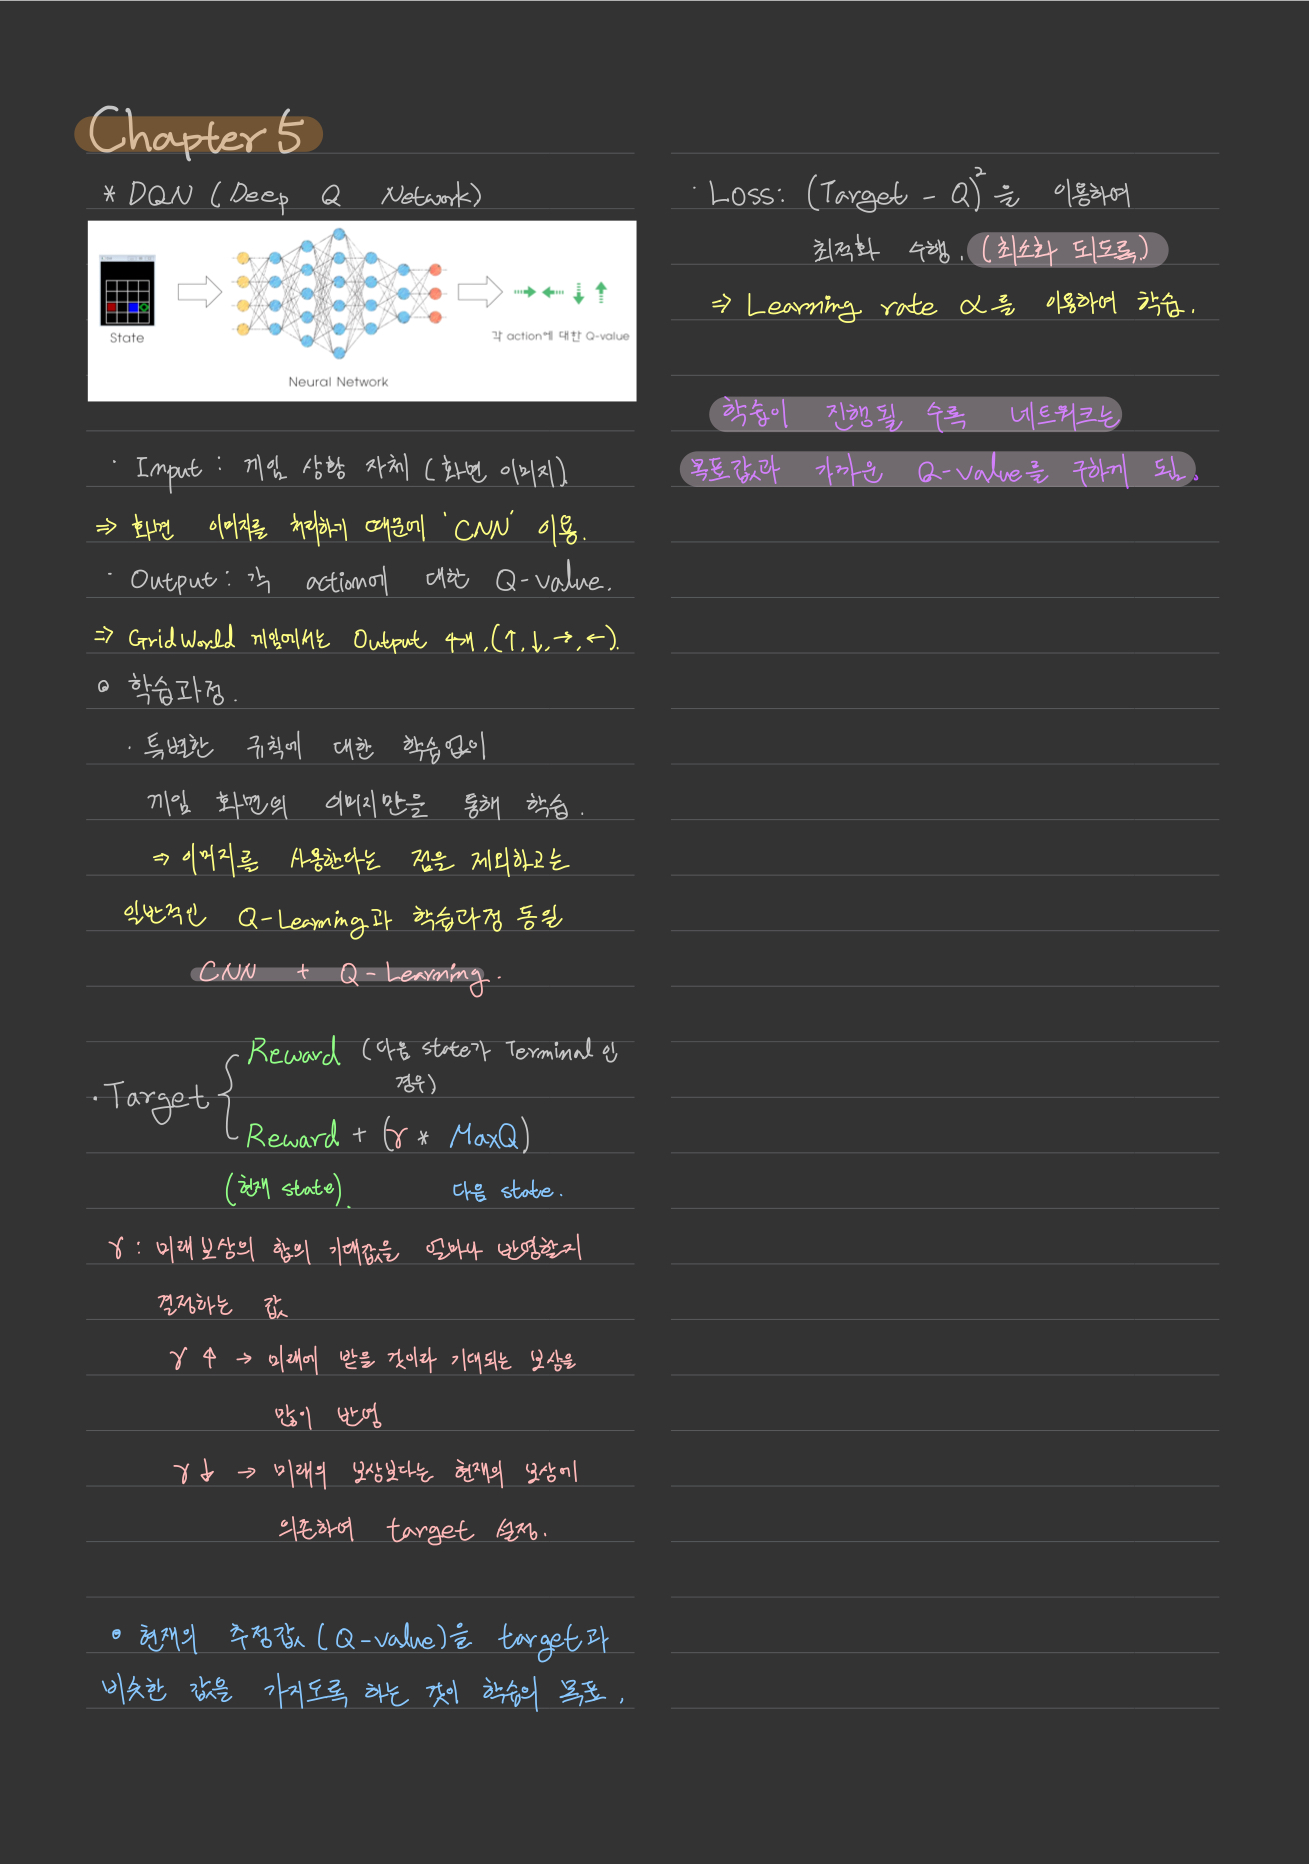 Chapter 5
* DQN (Deep Q Network)
State
Neural Network
각 action에 대한 Q-value
· Input : 게임 상황 자체 (화면 이미지)
⇒ 화면 이미지를 처리하기 때문에 'CNN' 이용.
· Output : 각 action에 대한 Q-value.
⇒ GridWorld 게임에서는 Output 4개.(↑,↓,→,←).
⊙ 학습과정.
· 특별한 규칙에 대한 학습없이
게임 화면의 이미지만을 통해 학습.
⇒ 이미지를 사용한다는 점을 제외하고는
일반적인 Q-Learning과 학습과정 동일
CNN + Q-Learning.
Reward (다음 state가 Terminal 인
경우)
· Target {
Reward + (γ * MaxQ)
(현재 state). 다음 state.
γ : 미래보상의 합의 기대값을 얼마나 반영할지
결정하는 값
γ ↑ → 미래에 받을 것이라 기대되는 보상을
많이 반영
γ ↓ → 미래의 보상보다는 현재의 보상에
의존하여 target 설정.
⊙ 현재의 추정값 (Q-value)을 target과
비슷한 값을 가지도록 하는 것이 학습의 목표.
· Loss: (Target - Q)²을 이용하여
최적화 수행. (최소화 되도록.)
⇒ Learning rate α를 이용하여 학습.
학습이 진행될 수록 네트워크는
목표값과 가까운 Q-value를 구하게 됨.